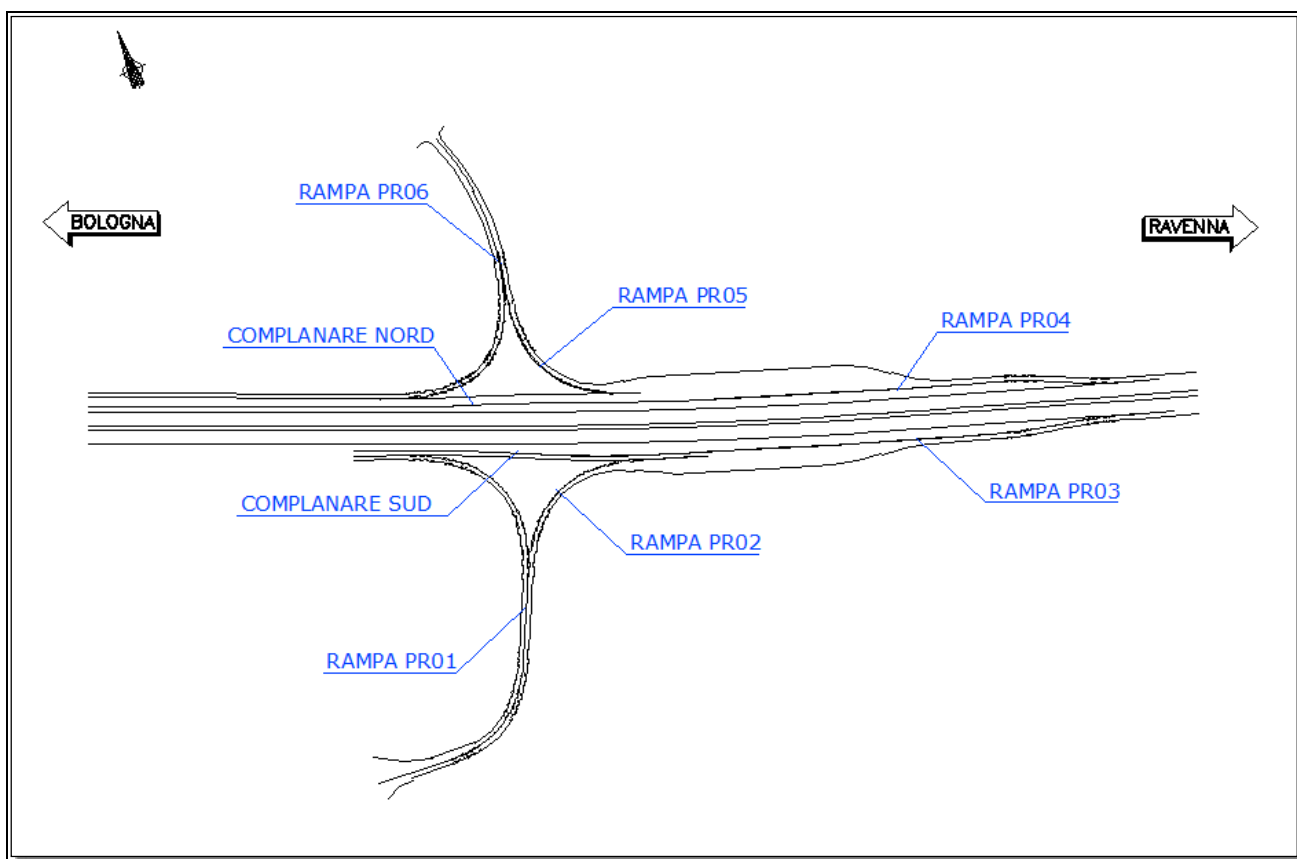 RAMPA PR06
BOLOGNA
RAVENNA
RAMPA PR05
RAMPA PR04
COMPLANARE NORD
RAMPA PR03
COMPLANARE SUD
RAMPA PR02
RAMPA PR01